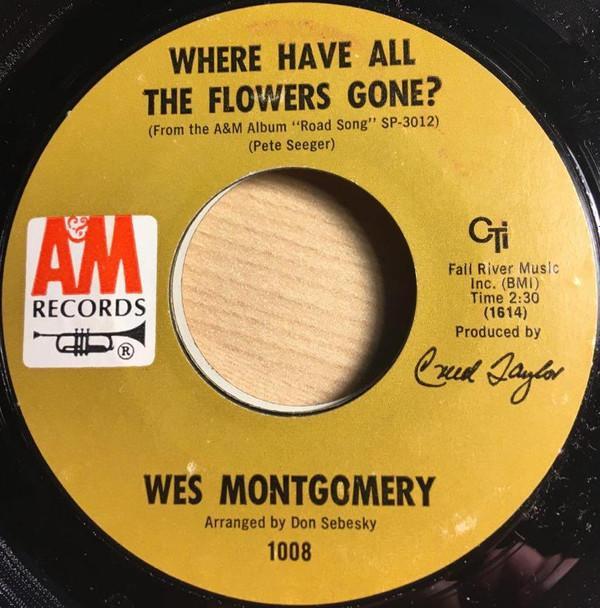 WHERE HAVE ALL
THE FLOWERS GONE?
(From the A&M Album "Road Song" SP-3012)
(Pete Seeger)
A&M
RECORDS
®
CTi
Fall River Music
Inc. (BMI)
Time 2:30
(1614)
Produced by
Creed Taylor
WES MONTGOMERY
Arranged by Don Sebesky
1008